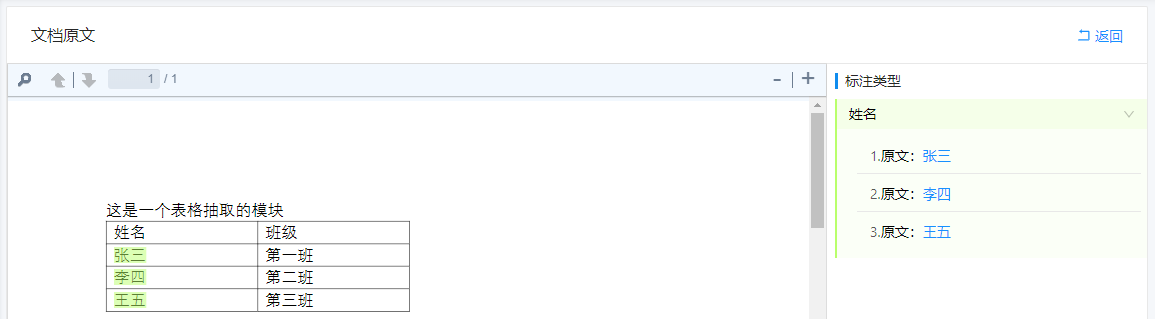 文档原文
返回
1 / 1
标注类型
姓名
1.原文：张三
2.原文：李四
3.原文：王五
这是一个表格抽取的模块
姓名 班级
张三 第一班
李四 第二班
王五 第三班